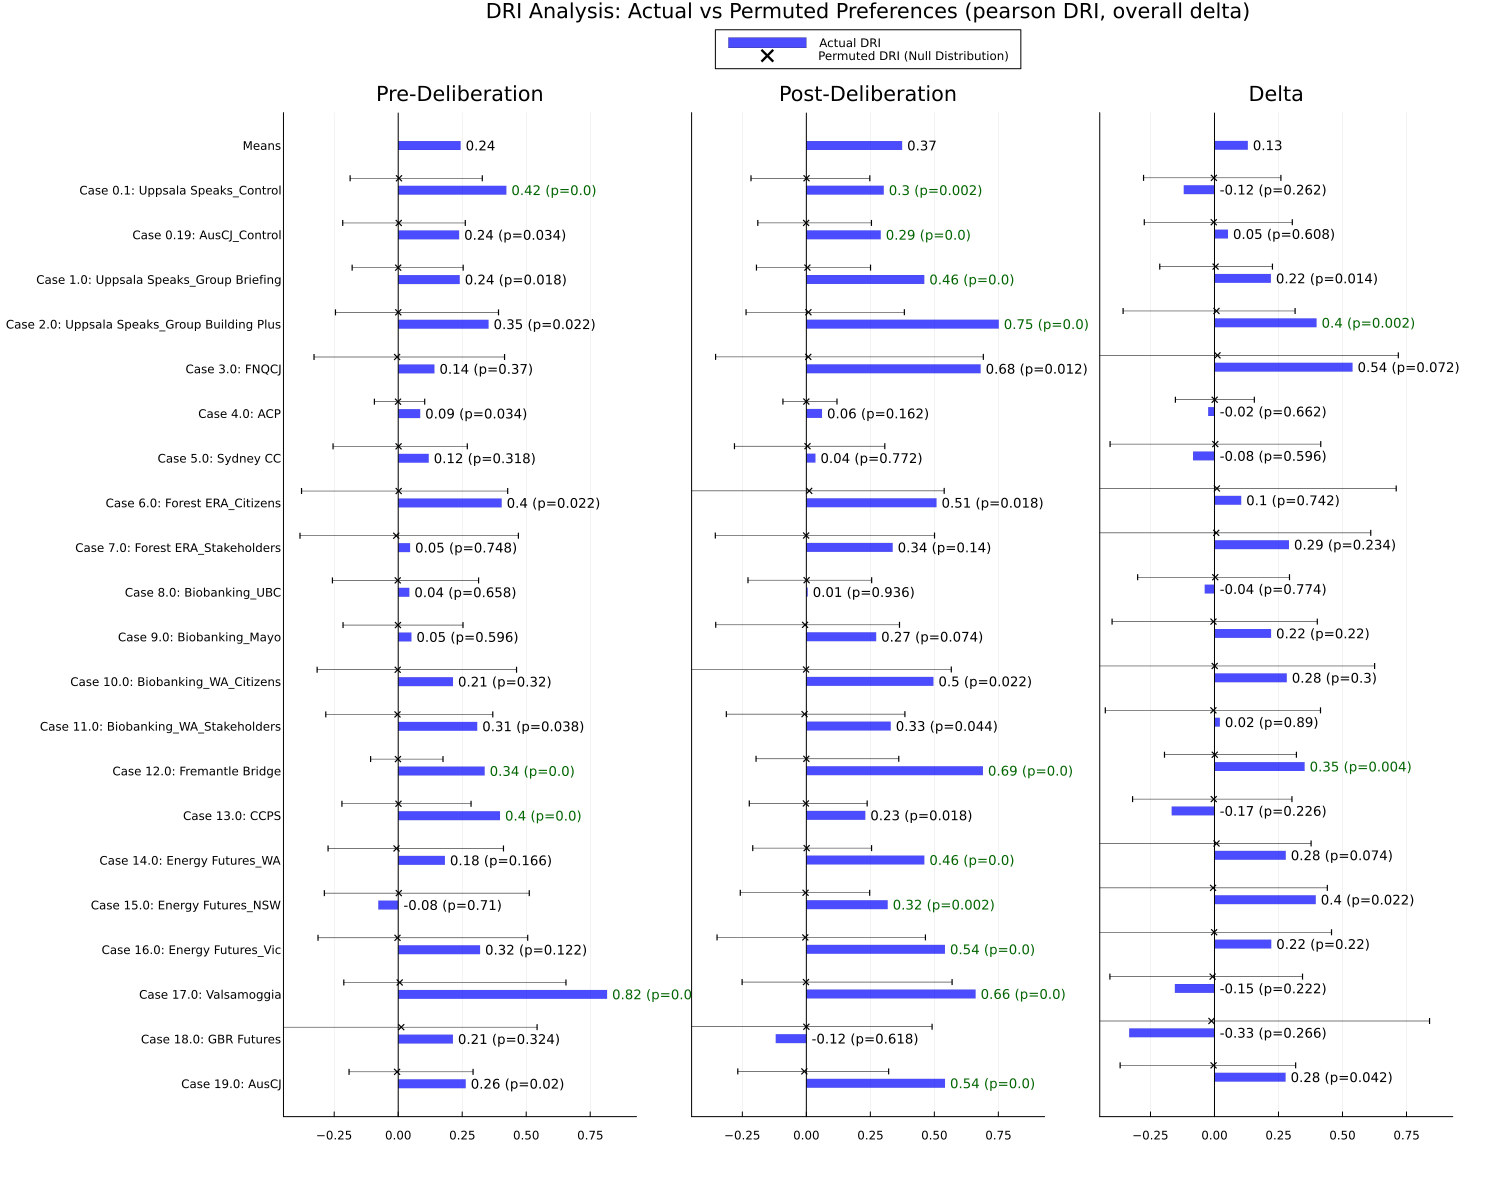 DRI Analysis: Actual vs Permuted Preferences (pearson DRI, overall delta)
Actual DRI
Permuted DRI (Null Distribution)
Pre-Deliberation Post-Deliberation Delta
Means 0.24 0.37 0.13
Case 0.1: Uppsala Speaks_Control 0.42 (p=0.0) 0.3 (p=0.002) -0.12 (p=0.262)
Case 0.19: AusCJ_Control 0.24 (p=0.034) 0.29 (p=0.0) 0.05 (p=0.608)
Case 1.0: Uppsala Speaks_Group Briefing 0.24 (p=0.018) 0.46 (p=0.0) 0.22 (p=0.014)
Case 2.0: Uppsala Speaks_Group Building Plus 0.35 (p=0.022) 0.75 (p=0.0) 0.4 (p=0.002)
Case 3.0: FNQCJ 0.14 (p=0.37) 0.68 (p=0.012) 0.54 (p=0.072)
Case 4.0: ACP 0.09 (p=0.034) 0.06 (p=0.162) -0.02 (p=0.662)
Case 5.0: Sydney CC 0.12 (p=0.318) 0.04 (p=0.772) -0.08 (p=0.596)
Case 6.0: Forest ERA_Citizens 0.4 (p=0.022) 0.51 (p=0.018) 0.1 (p=0.742)
Case 7.0: Forest ERA_Stakeholders 0.05 (p=0.748) 0.34 (p=0.14) 0.29 (p=0.234)
Case 8.0: Biobanking_UBC 0.04 (p=0.658) 0.01 (p=0.936) -0.04 (p=0.774)
Case 9.0: Biobanking_Mayo 0.05 (p=0.596) 0.27 (p=0.074) 0.22 (p=0.22)
Case 10.0: Biobanking_WA_Citizens 0.21 (p=0.32) 0.5 (p=0.022) 0.28 (p=0.3)
Case 11.0: Biobanking_WA_Stakeholders 0.31 (p=0.038) 0.33 (p=0.044) 0.02 (p=0.89)
Case 12.0: Fremantle Bridge 0.34 (p=0.0) 0.69 (p=0.0) 0.35 (p=0.004)
Case 13.0: CCPS 0.4 (p=0.0) 0.23 (p=0.018) -0.17 (p=0.226)
Case 14.0: Energy Futures_WA 0.18 (p=0.166) 0.46 (p=0.0) 0.28 (p=0.074)
Case 15.0: Energy Futures_NSW -0.08 (p=0.71) 0.32 (p=0.002) 0.4 (p=0.022)
Case 16.0: Energy Futures_Vic 0.32 (p=0.122) 0.54 (p=0.0) 0.22 (p=0.22)
Case 17.0: Valsamoggia 0.82 (p=0.0 0.66 (p=0.0) -0.15 (p=0.222)
Case 18.0: GBR Futures 0.21 (p=0.324) -0.12 (p=0.618) -0.33 (p=0.266)
Case 19.0: AusCJ 0.26 (p=0.02) 0.54 (p=0.0) 0.28 (p=0.042)
−0.25 0.00 0.25 0.50 0.75 −0.25 0.00 0.25 0.50 0.75 −0.25 0.00 0.25 0.50 0.75